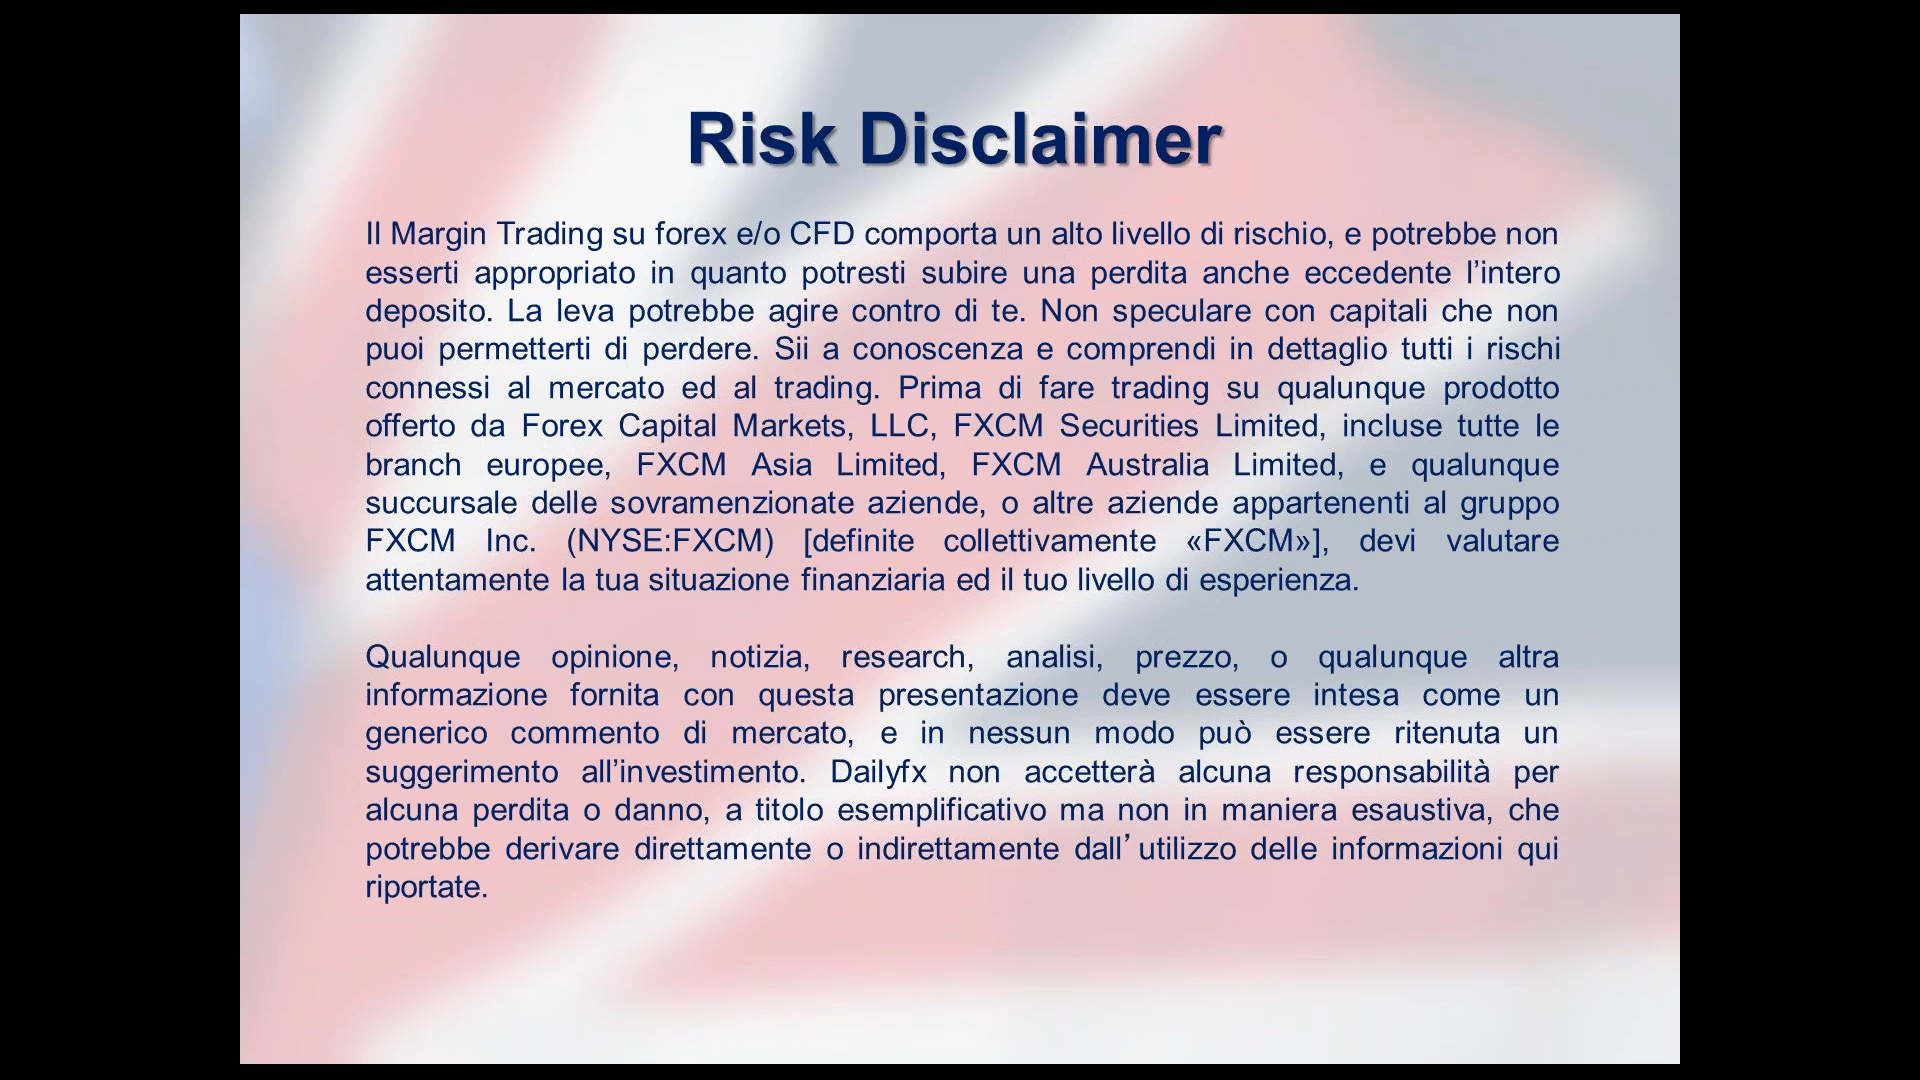 Risk Disclaimer
Il Margin Trading su forex e/o CFD comporta un alto livello di rischio, e potrebbe non
esserti appropriato in quanto potresti subire una perdita anche eccedente l’intero
deposito. La leva potrebbe agire contro di te. Non speculare con capitali che non
puoi permetterti di perdere. Sii a conoscenza e comprendi in dettaglio tutti i rischi
connessi al mercato ed al trading. Prima di fare trading su qualunque prodotto
offerto da Forex Capital Markets, LLC, FXCM Securities Limited, incluse tutte le
branch europee, FXCM Asia Limited, FXCM Australia Limited, e qualunque
succursale delle sovramenzionate aziende, o altre aziende appartenenti al gruppo
FXCM Inc. (NYSE:FXCM) [definite collettivamente «FXCM»], devi valutare
attentamente la tua situazione finanziaria ed il tuo livello di esperienza.
Qualunque opinione, notizia, research, analisi, prezzo, o qualunque altra
informazione fornita con questa presentazione deve essere intesa come un
generico commento di mercato, e in nessun modo può essere ritenuta un
suggerimento all’investimento. Dailyfx non accetterà alcuna responsabilità per
alcuna perdita o danno, a titolo esemplificativo ma non in maniera esaustiva, che
potrebbe derivare direttamente o indirettamente dall’utilizzo delle informazioni qui
riportate.